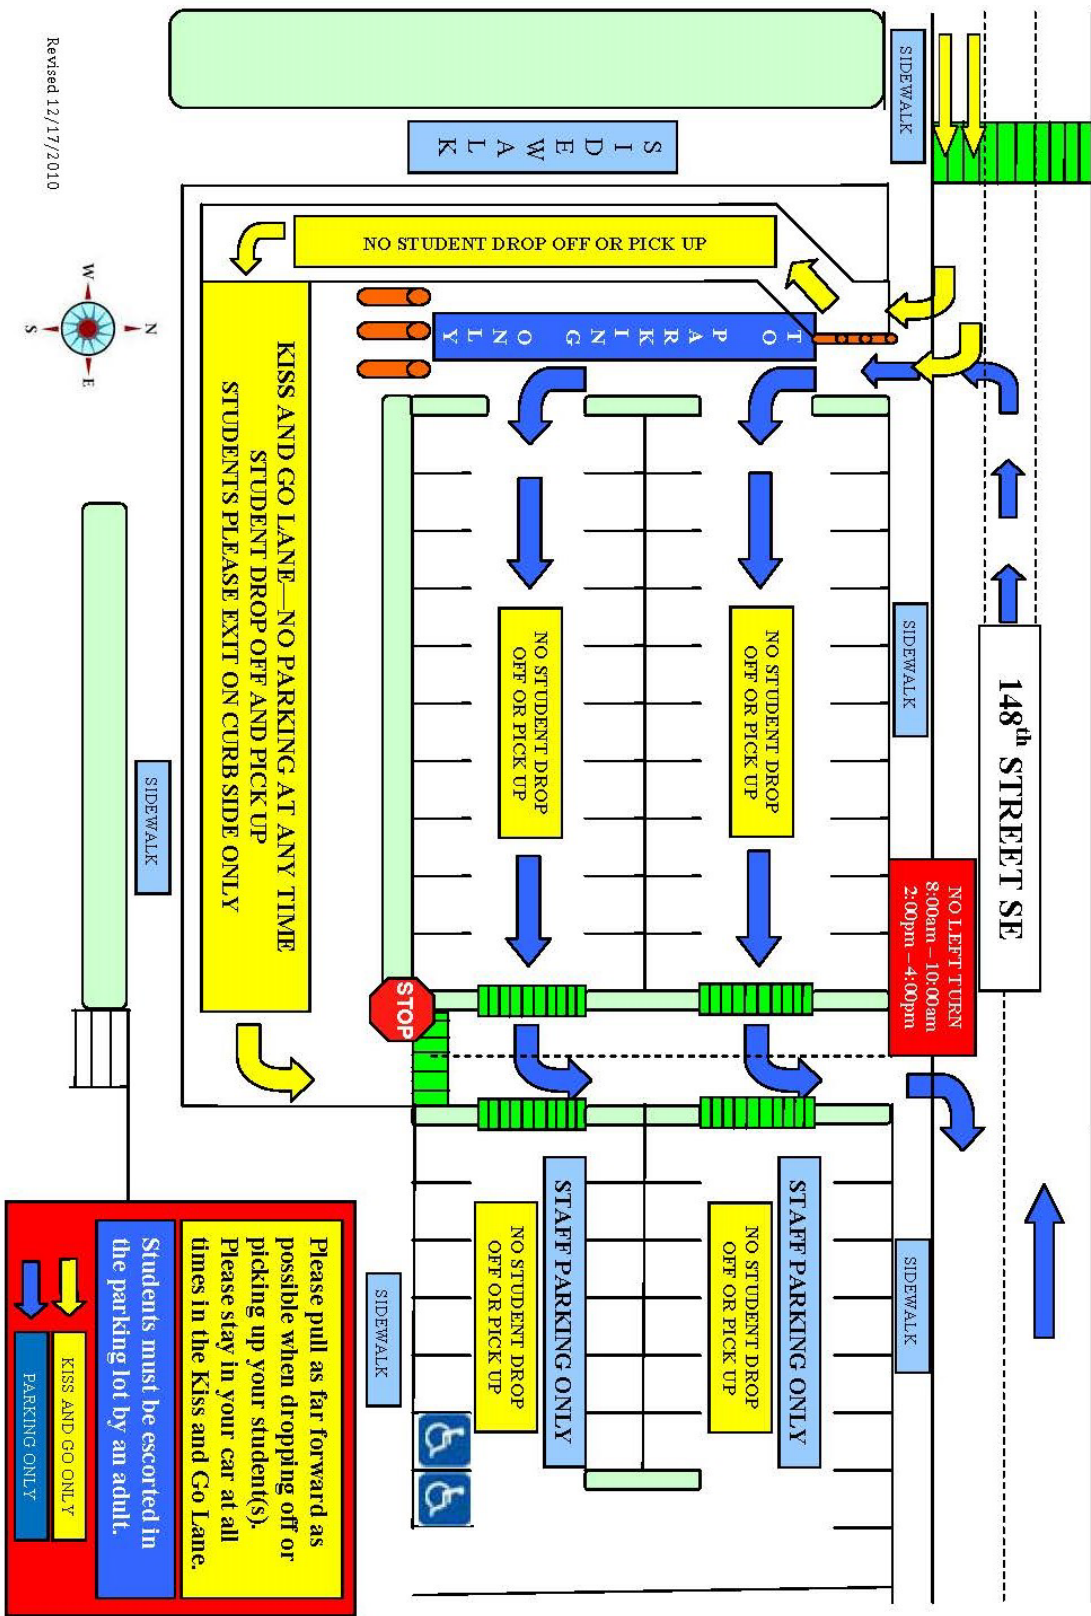 148th STREET SE
SIDEWALK
SIDEWALK
SIDEWALK
NO LEFT TURN
8:00am – 10:00am
2:00pm – 4:00pm
SIDEWALK
NO STUDENT DROP OFF OR PICK UP
TO PARKING ONLY
NO STUDENT DROP
OFF OR PICK UP
STAFF PARKING ONLY
NO STUDENT DROP
OFF OR PICK UP
NO STUDENT DROP
OFF OR PICK UP
STAFF PARKING ONLY
NO STUDENT DROP
OFF OR PICK UP
STOP
KISS AND GO LANE—NO PARKING AT ANY TIME
STUDENT DROP OFF AND PICK UP
STUDENTS PLEASE EXIT ON CURB SIDE ONLY
SIDEWALK
SIDEWALK
Please pull as far forward as
possible when dropping off or
picking up your student(s).
Please stay in your car at all
times in the Kiss and Go Lane.
Students must be escorted in
the parking lot by an adult.
KISS AND GO ONLY
PARKING ONLY
N
W
E
S
Revised 12/17/2010